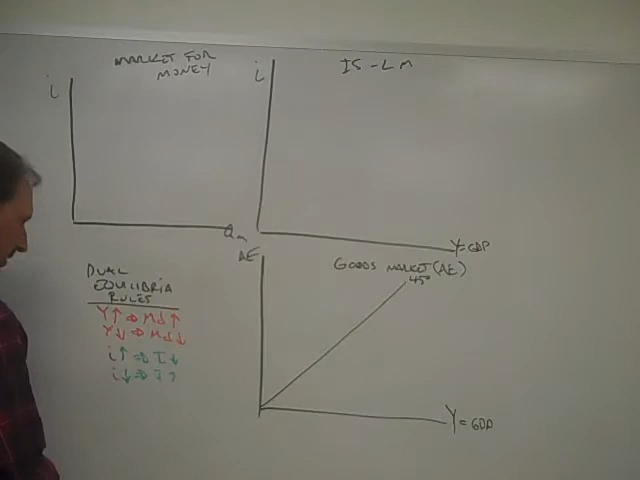 MARKET FOR
MONEY
i
Qm
IS-LM
i
Y=GDP
DUAL
EQUILIBRIA
RULES
Y↑ ⇒ Md↑
Y↓ ⇒ Md↓
i↑ ⇒ I↓
i↓ ⇒ I↑
AE
GOODS MARKET (AE)
45°
Y=GDP